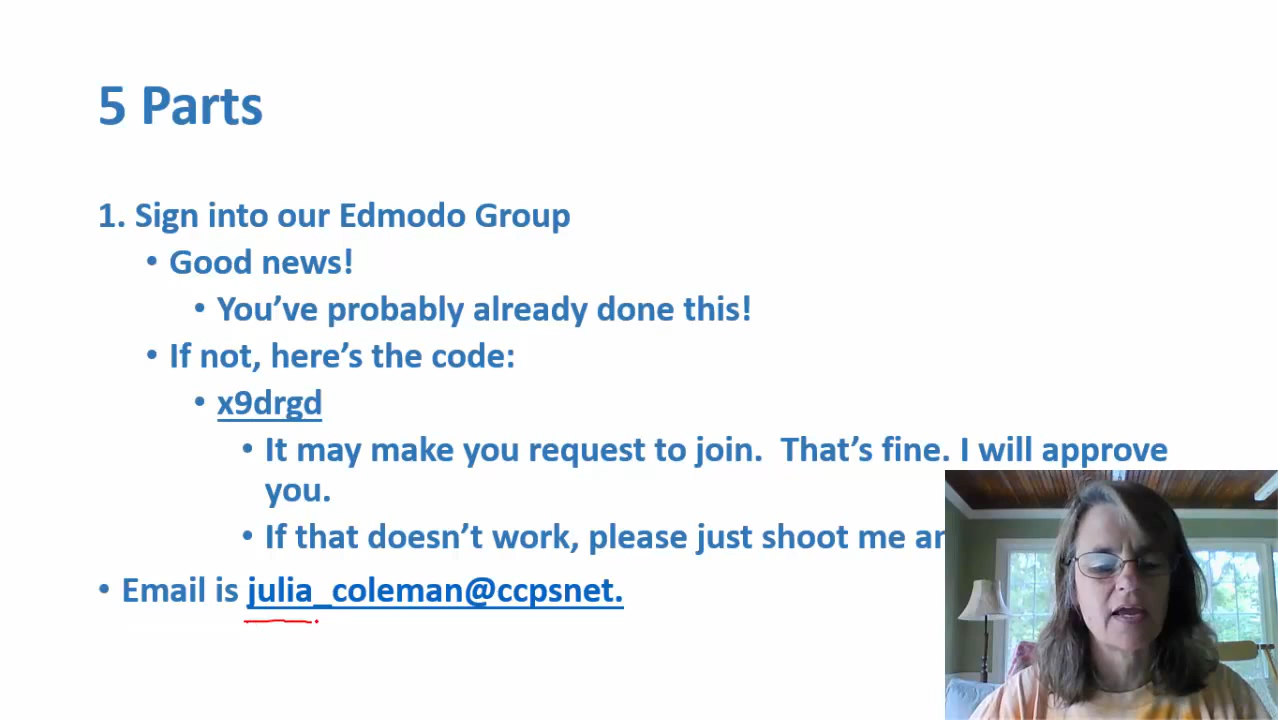 5 Parts
1. Sign into our Edmodo Group
• Good news!
• You’ve probably already done this!
• If not, here’s the code:
• x9drgd
• It may make you request to join.  That’s fine. I will approve
you.
• If that doesn’t work, please just shoot me an
• Email is julia_coleman@ccpsnet.